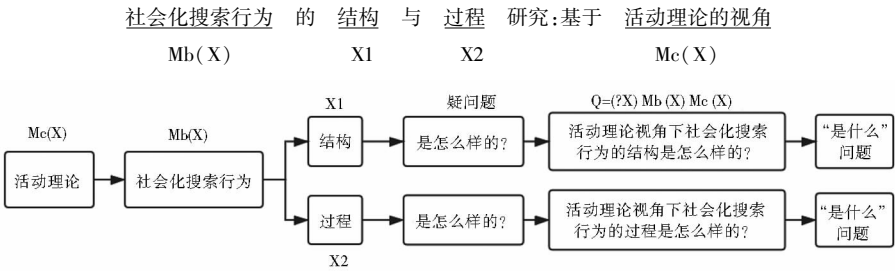 社会化搜索行为 的 结构 与 过程 研究:基于 活动理论的视角
Mb(X) X1 X2 Mc(X)
X1 疑问题 Q=(?X) Mb (X) Mc (X)
Mc(X) Mb(X)
结构 是怎么样的? 活动理论视角下社会化搜索
行为的结构是怎么样的?
“是什么”
问题
活动理论 社会化搜索行为
过程 是怎么样的? 活动理论视角下社会化搜索
行为的过程是怎么样的?
“是什么”
问题
X2